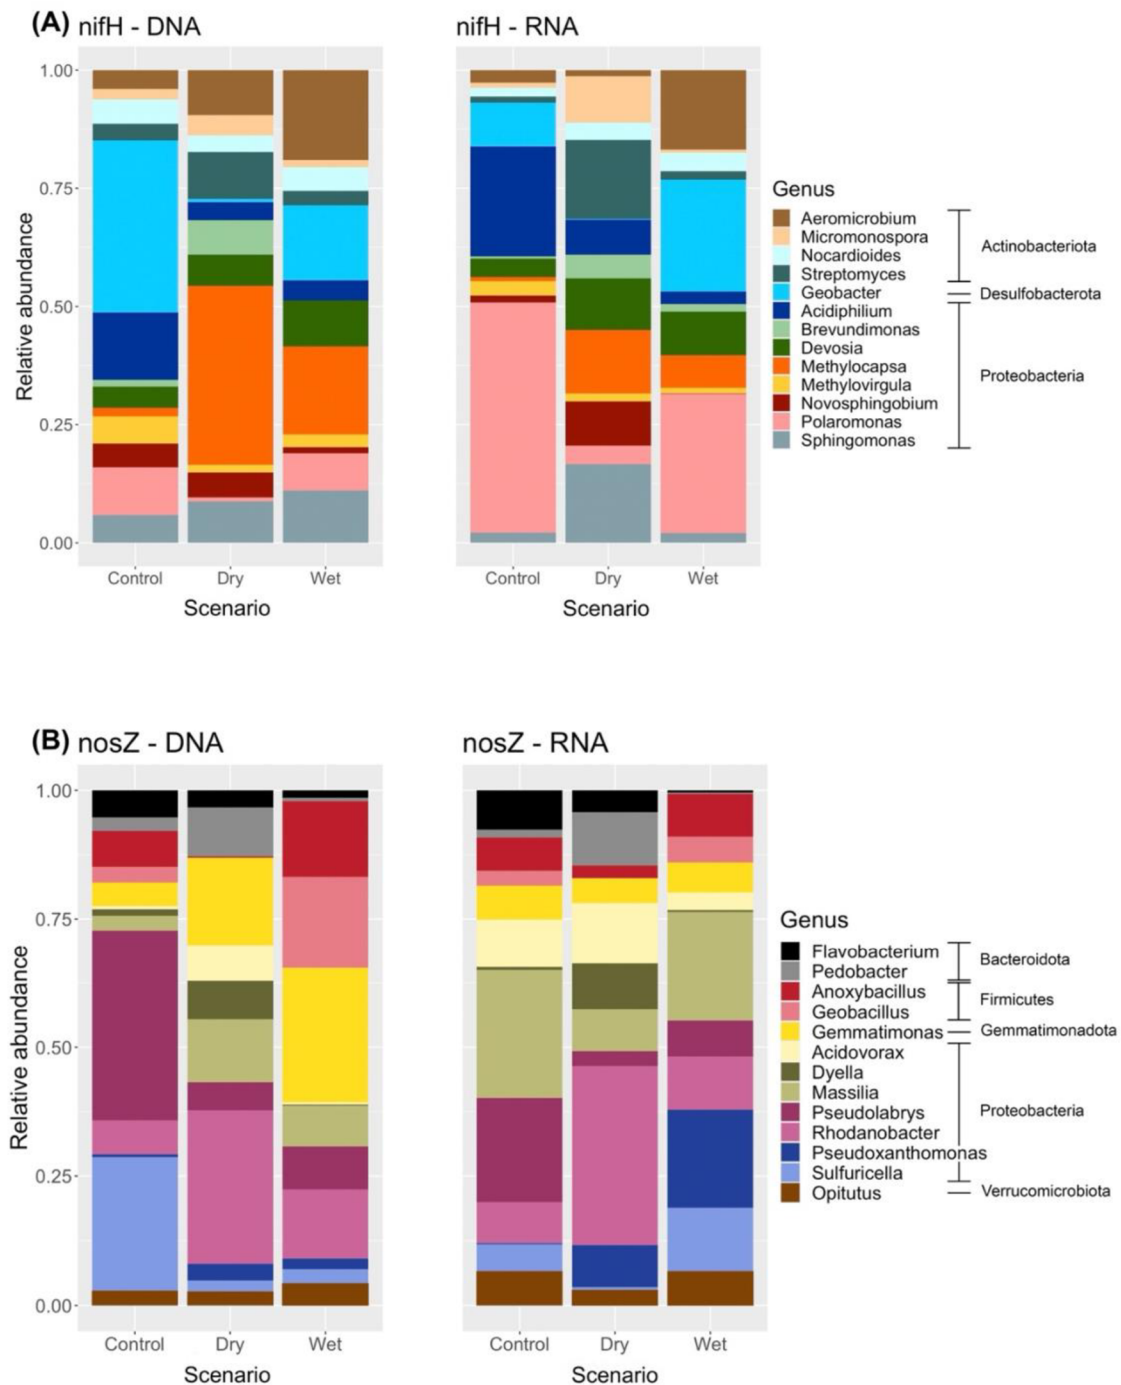 (A) nifH - DNA
nifH - RNA
Relative abundance
1.00
0.75
0.50
0.25
0.00
Control Dry Wet
Scenario
Control Dry Wet
Scenario
Genus
Aeromicrobium
Micromonospora
Nocardioides
Streptomyces
Geobacter
Acidiphilium
Brevundimonas
Devosia
Methylocapsa
Methylovirgula
Novosphingobium
Polaromonas
Sphingomonas
Actinobacteriota
Desulfobacterota
Proteobacteria
(B) nosZ - DNA
nosZ - RNA
Relative abundance
1.00
0.75
0.50
0.25
0.00
Control Dry Wet
Scenario
Control Dry Wet
Scenario
Genus
Flavobacterium
Pedobacter
Anoxybacillus
Geobacillus
Gemmatimonas
Acidovorax
Dyella
Massilia
Pseudolabrys
Rhodanobacter
Pseudoxanthomonas
Sulfuricella
Opitutus
Bacteroidota
Firmicutes
Gemmatimonadota
Proteobacteria
Verrucomicrobiota